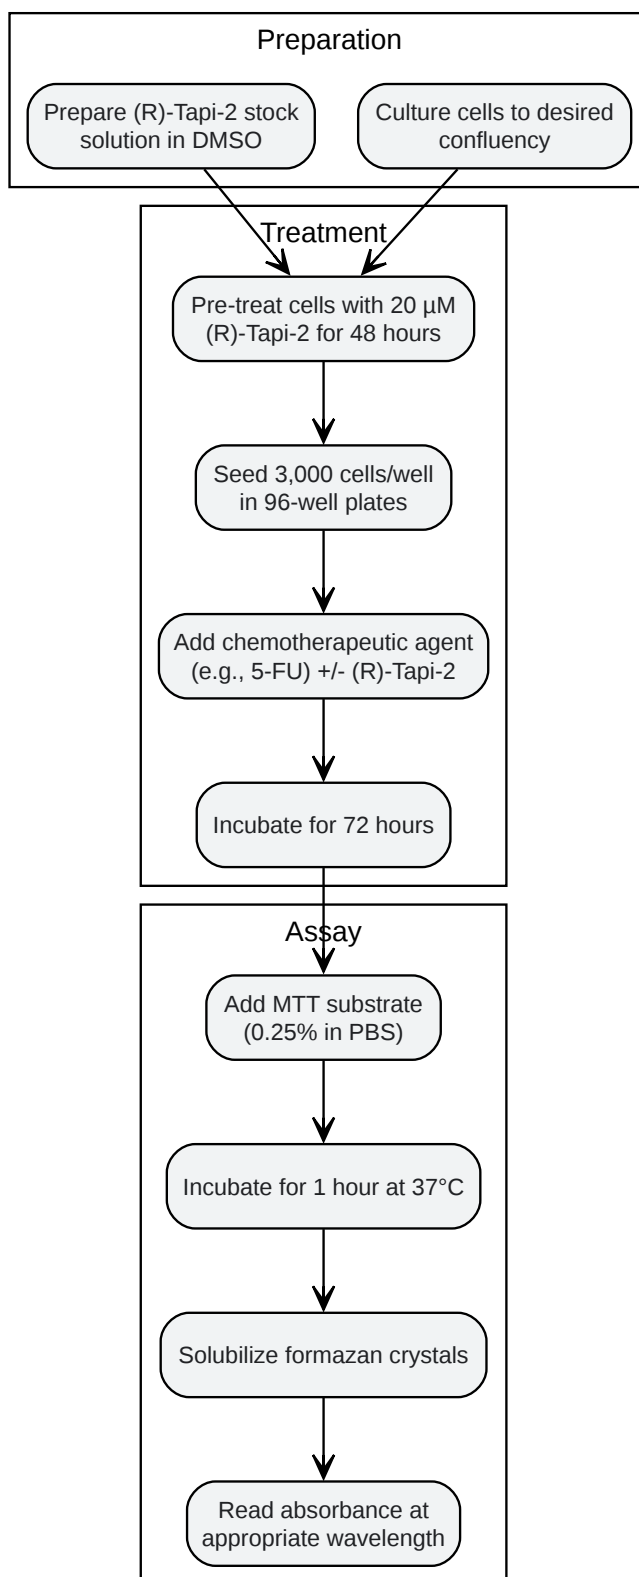 Preparation
Prepare (R)-Tapi-2 stock
solution in DMSO
Culture cells to desired
confluency
Treatment
Pre-treat cells with 20 µM
(R)-Tapi-2 for 48 hours
Seed 3,000 cells/well
in 96-well plates
Add chemotherapeutic agent
(e.g., 5-FU) +/- (R)-Tapi-2
Incubate for 72 hours
Assay
Add MTT substrate
(0.25% in PBS)
Incubate for 1 hour at 37°C
Solubilize formazan crystals
Read absorbance at
appropriate wavelength